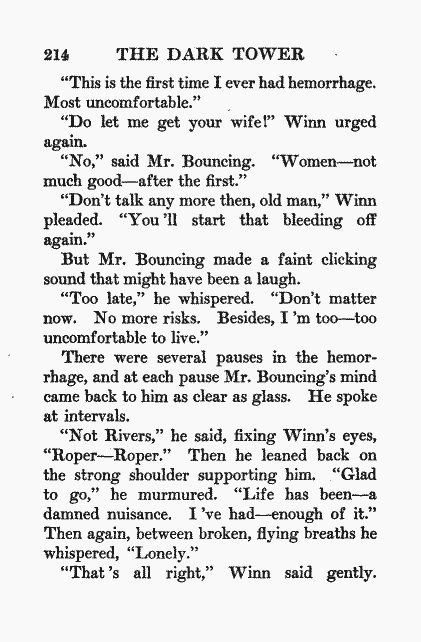 214 THE DARK TOWER
“This is the first time I ever had hemorrhage.
Most uncomfortable.”
“Do let me get your wife!” Winn urged
again.
“No,” said Mr. Bouncing. “Women—not
much good—after the first.”
“Don’t talk any more then, old man,” Winn
pleaded. “You ’ll start that bleeding off
again.”
But Mr. Bouncing made a faint clicking
sound that might have been a laugh.
“Too late,” he whispered. “Don’t matter
now. No more risks. Besides, I ’m too—too
uncomfortable to live.”
There were several pauses in the hemor-
rhage, and at each pause Mr. Bouncing’s mind
came back to him as clear as glass. He spoke
at intervals.
“Not Rivers,” he said, fixing Winn’s eyes,
“Roper—Roper.” Then he leaned back on
the strong shoulder supporting him. “Glad
to go,” he murmured. “Life has been—a
damned nuisance. I ’ve had—enough of it.”
Then again, between broken, flying breaths he
whispered, “Lonely.”
“That ’s all right,” Winn said gently.